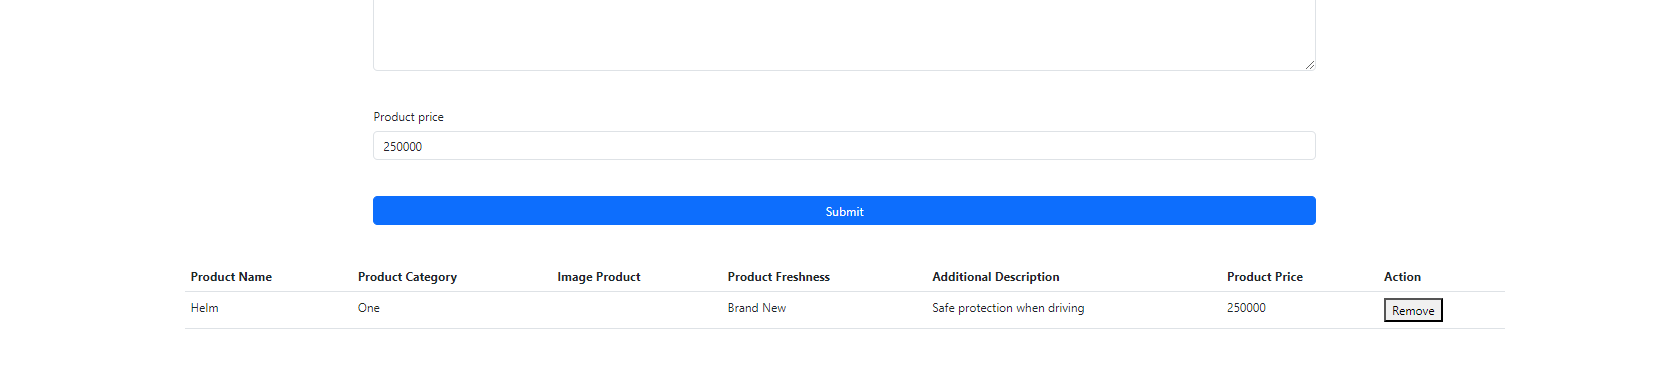 Product price
250000
Submit
Product Name Product Category Image Product Product Freshness Additional Description Product Price Action
Helm One Brand New Safe protection when driving 250000 Remove